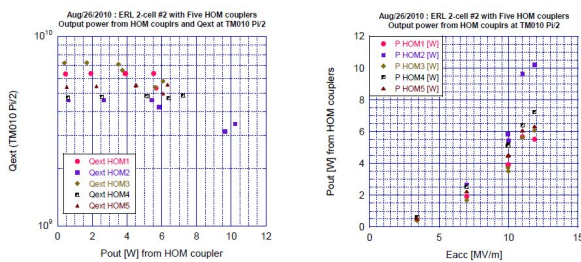 Aug/26/2010 : ERL 2-cell #2 with Five HOM couplers
Output power from HOM couplrs and Qext at TM010 Pi/2
10^10
Qext (TM010 Pi/2)
Qext HOM1
Qext HOM2
Qext HOM3
Qext HOM4
Qext HOM5
10^9
0 2 4 6 8 10 12
Pout [W] from HOM coupler
Aug/26/2010 : ERL 2-cell #2 with Five HOM couplers
Output power from HOM couplrs at TM010 Pi/2
12
10
8
6
4
2
0
Pout [W] from HOM coupler
P HOM1 [W]
P HOM2 [W]
P HOM3 [W]
P HOM4 [W]
P HOM5 [W]
0 5 10 15
Eacc [MV/m]